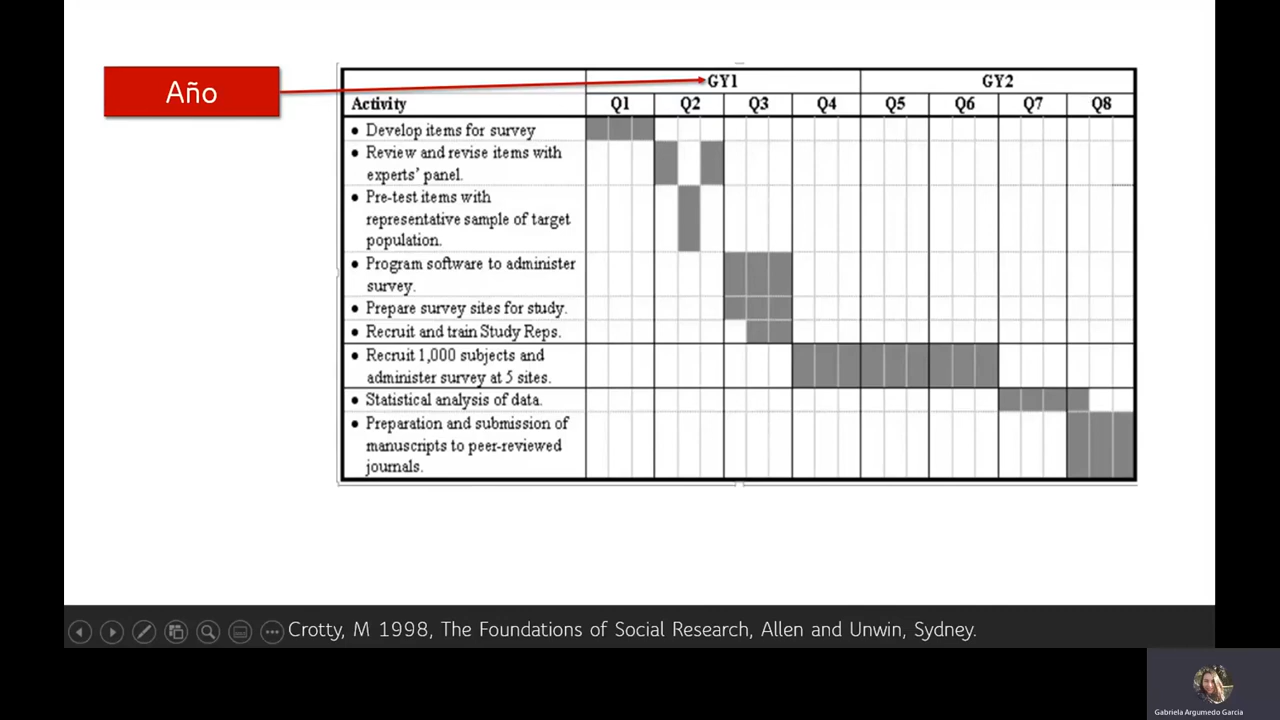 Año
GY1 GY2
Activity Q1 Q2 Q3 Q4 Q5 Q6 Q7 Q8
• Develop items for survey
• Review and revise items with
experts’ panel.
• Pre-test items with
representative sample of target
population.
• Program software to administer
survey.
• Prepare survey sites for study.
• Recruit and train Study Reps.
• Recruit 1,000 subjects and
administer survey at 5 sites.
• Statistical analysis of data.
• Preparation and submission of
manuscripts to peer-reviewed
journals.
Crotty, M 1998, The Foundations of Social Research, Allen and Unwin, Sydney.
Gabriela Argumedo Garcia